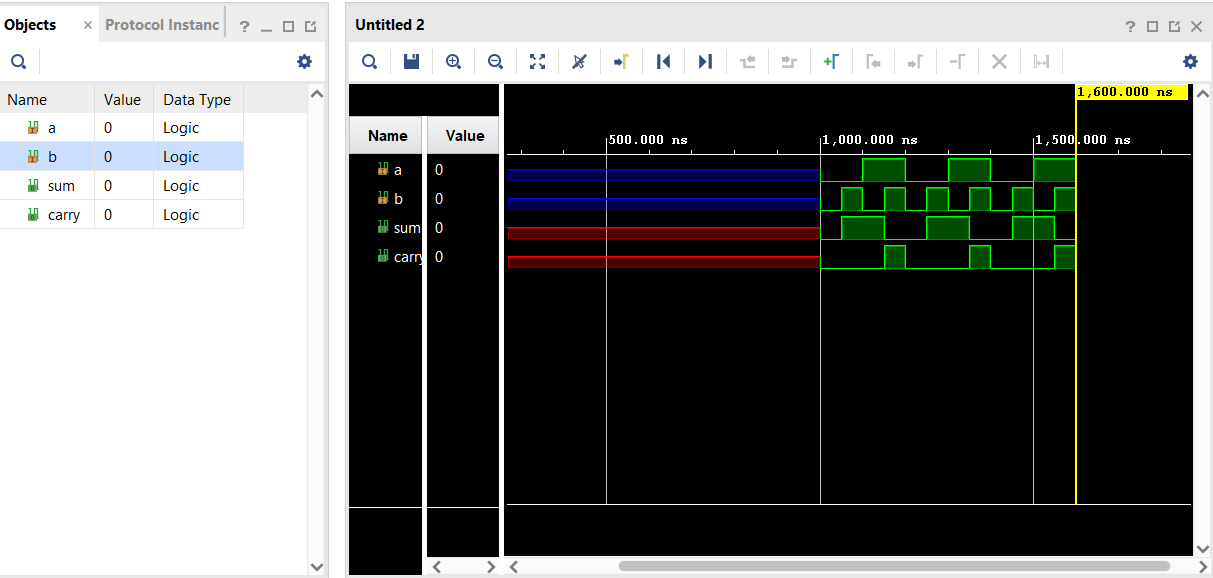 Objects × Protocol Instanc ? _
Name Value Data Type
a 0 Logic
b 0 Logic
sum 0 Logic
carry 0 Logic
Untitled 2 ?
1,600.000 ns
Name Value
500.000 ns 1,000.000 ns 1,500.000 ns
a 0
b 0
sum 0
carry 0